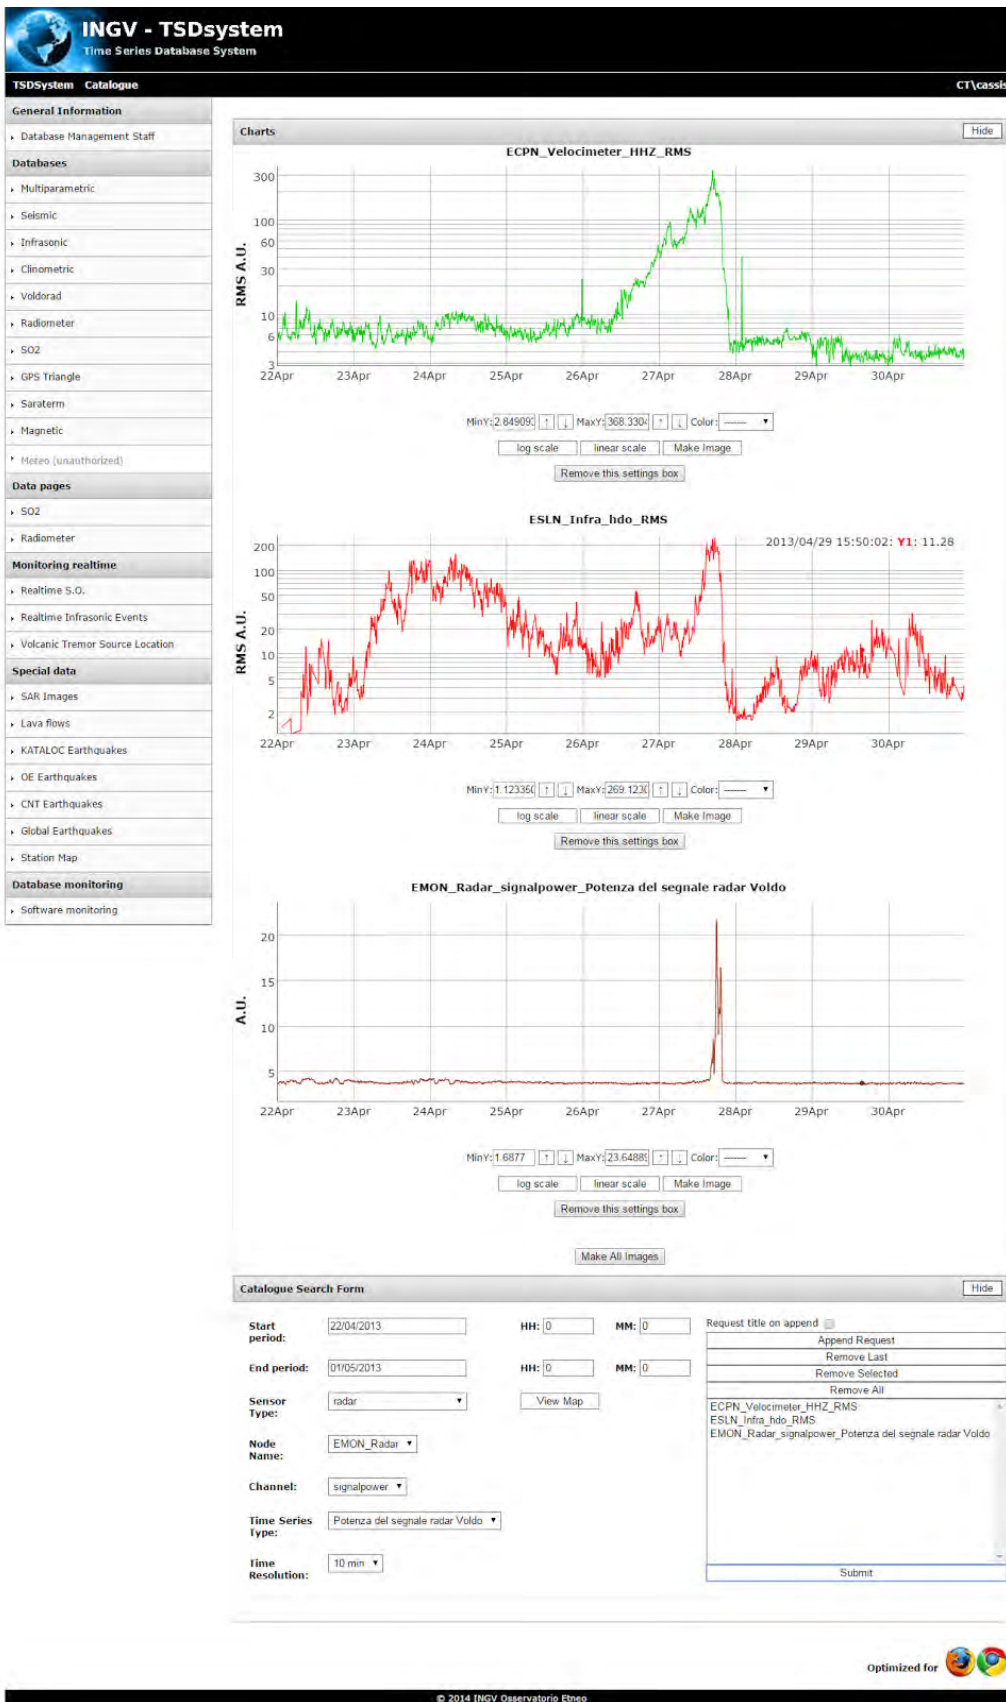 INGV - TSDsystem
Time Series Database System
TSDSystem Catalogue CT\cassis
General Information
Database Management Staff
Databases
Multiparametric
Seismic
Infrasonic
Clinometric
Voldorad
Radiometer
SO2
GPS Triangle
Saraterm
Magnetic
Meteo (unauthorized)
Data pages
SO2
Radiometer
Monitoring realtime
Realtime S.O.
Realtime Infrasonic Events
Volcanic Tremor Source Location
Special data
SAR Images
Lava flows
KATALOC Earthquakes
OE Earthquakes
CNT Earthquakes
Global Earthquakes
Station Map
Database monitoring
Software monitoring
Charts Hide
ECPN_Velocimeter_HHZ_RMS
RMS A.U.
300
100
60
30
10
6
3
22Apr 23Apr 24Apr 25Apr 26Apr 27Apr 28Apr 29Apr 30Apr
MinY: 2.849093 ↑ ↓ MaxY: 368.3304 ↑ ↓ Color: -------
log scale linear scale Make Image
Remove this settings box
ESLN_Infra_hdo_RMS
2013/04/29 15:50:02: Y1: 11.28
RMS A.U.
200
100
50
20
10
5
2
22Apr 23Apr 24Apr 25Apr 26Apr 27Apr 28Apr 29Apr 30Apr
MinY: 1.123350 ↑ ↓ MaxY: 269.1230 ↑ ↓ Color: -------
log scale linear scale Make Image
Remove this settings box
EMON_Radar_signalpower_Potenza del segnale radar Voldo
A.U.
20
15
10
5
22Apr 23Apr 24Apr 25Apr 26Apr 27Apr 28Apr 29Apr 30Apr
MinY: 1.6877 ↑ ↓ MaxY: 23.64889 ↑ ↓ Color: -------
log scale linear scale Make Image
Remove this settings box
Make All Images
Catalogue Search Form Hide
Start period: 22/04/2013 HH: 0 MM: 0
End period: 01/05/2013 HH: 0 MM: 0
Sensor Type: radar View Map
Node Name: EMON_Radar
Channel: signalpower
Time Series Type: Potenza del segnale radar Voldo
Time Resolution: 10 min
Request title on append
Append Request
Remove Last
Remove Selected
Remove All
ECPN_Velocimeter_HHZ_RMS
ESLN_Infra_hdo_RMS
EMON_Radar_signalpower_Potenza del segnale radar Voldo
Submit
Optimized for
© 2014 INGV Osservatorio Etneo